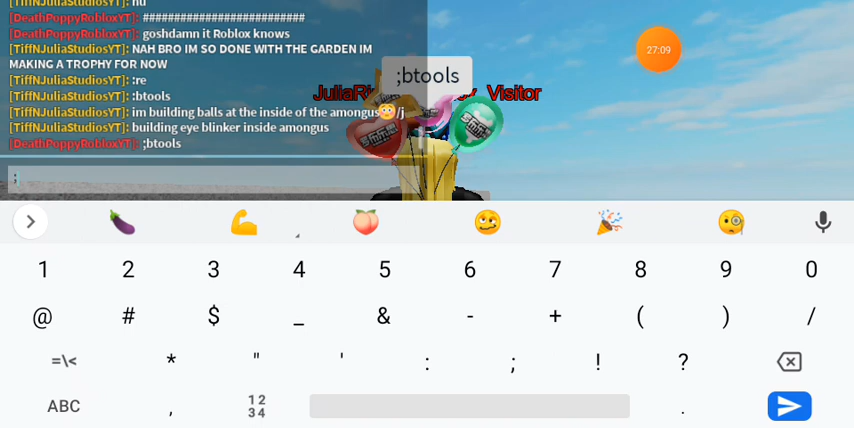 [TiffNJuliaStudiosYT]: hu
[DeathPoppyRobloxYT]: ##########################
[DeathPoppyRobloxYT]: goshdamn it Roblox knows
[TiffNJuliaStudiosYT]: NAH BRO IM SO DONE WITH THE GARDEN IM
MAKING A TROPHY FOR NOW
[TiffNJuliaStudiosYT]: :re
[TiffNJuliaStudiosYT]: :btools
[TiffNJuliaStudiosYT]: im building balls at the inside of the amongus😳/j
[TiffNJuliaStudiosYT]: building eye blinker inside amongus
[DeathPoppyRobloxYT]: ;btools
;
;btools
Visitor
27:09
1 2 3 4 5 6 7 8 9 0
@ # $ _ & - + ( ) /
=\< * " ' : ; ! ?
ABC , 12 34 .